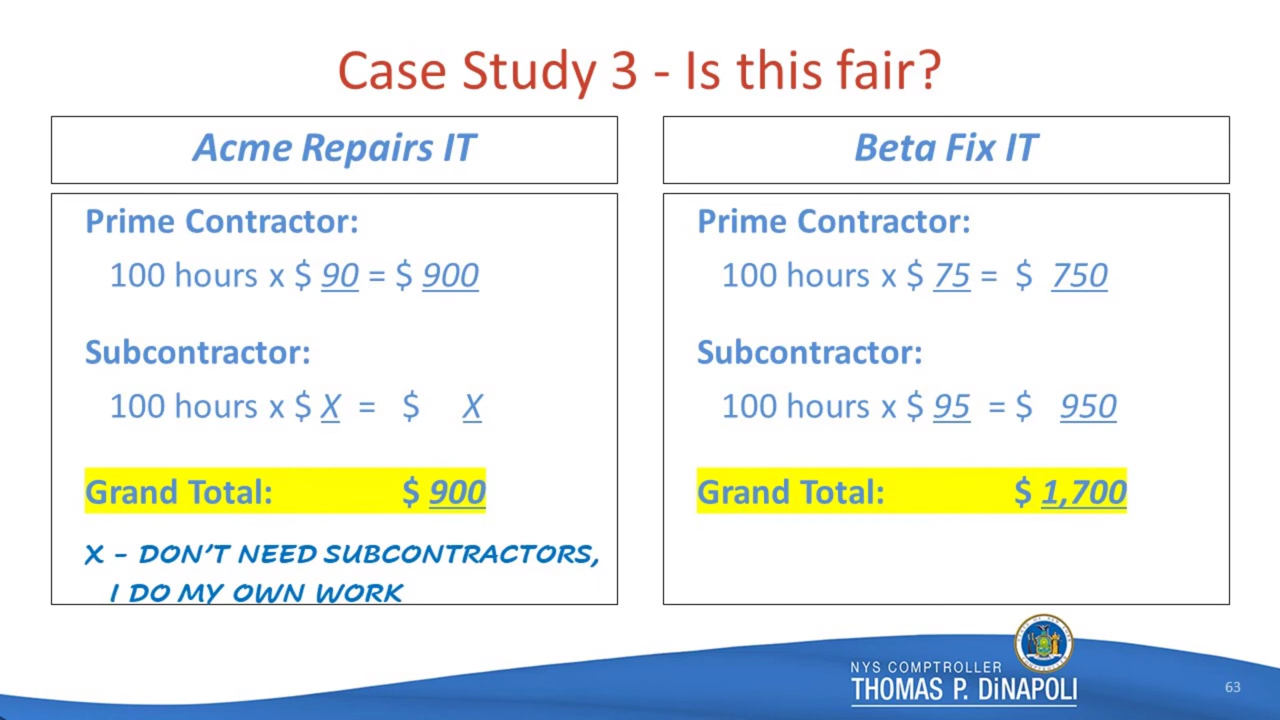 Case Study 3 - Is this fair?
Acme Repairs IT
Prime Contractor:
100 hours x $ 90 = $ 900
Subcontractor:
100 hours x $ X = $ X
Grand Total: $ 900
X – DON'T NEED SUBCONTRACTORS,
I DO MY OWN WORK
Beta Fix IT
Prime Contractor:
100 hours x $ 75 = $ 750
Subcontractor:
100 hours x $ 95 = $ 950
Grand Total: $ 1,700
NYS COMPTROLLER
THOMAS P. DiNAPOLI
63